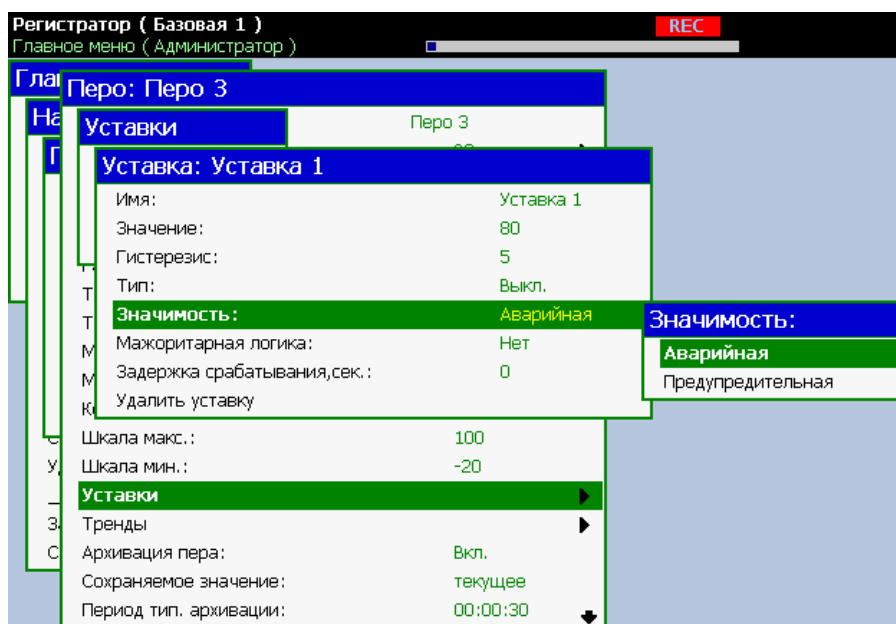 Регистратор ( Базовая 1 )
REC
Главное меню ( Администратор )
Перо: Перо 3
Перо 3
Уставки
Уставка: Уставка 1
Имя: Уставка 1
Значение: 80
Гистерезис: 5
Тип: Выкл.
Значимость: Аварийная
Мажоритарная логика: Нет
Задержка срабатывания,сек.: 0
Удалить уставку
Значимость:
Аварийная
Предупредительная
Шкала макс.: 100
Шкала мин.: -20
Уставки
Тренды
Архивация пера: Вкл.
Сохраняемое значение: текущее
Период тип. архивации: 00:00:30